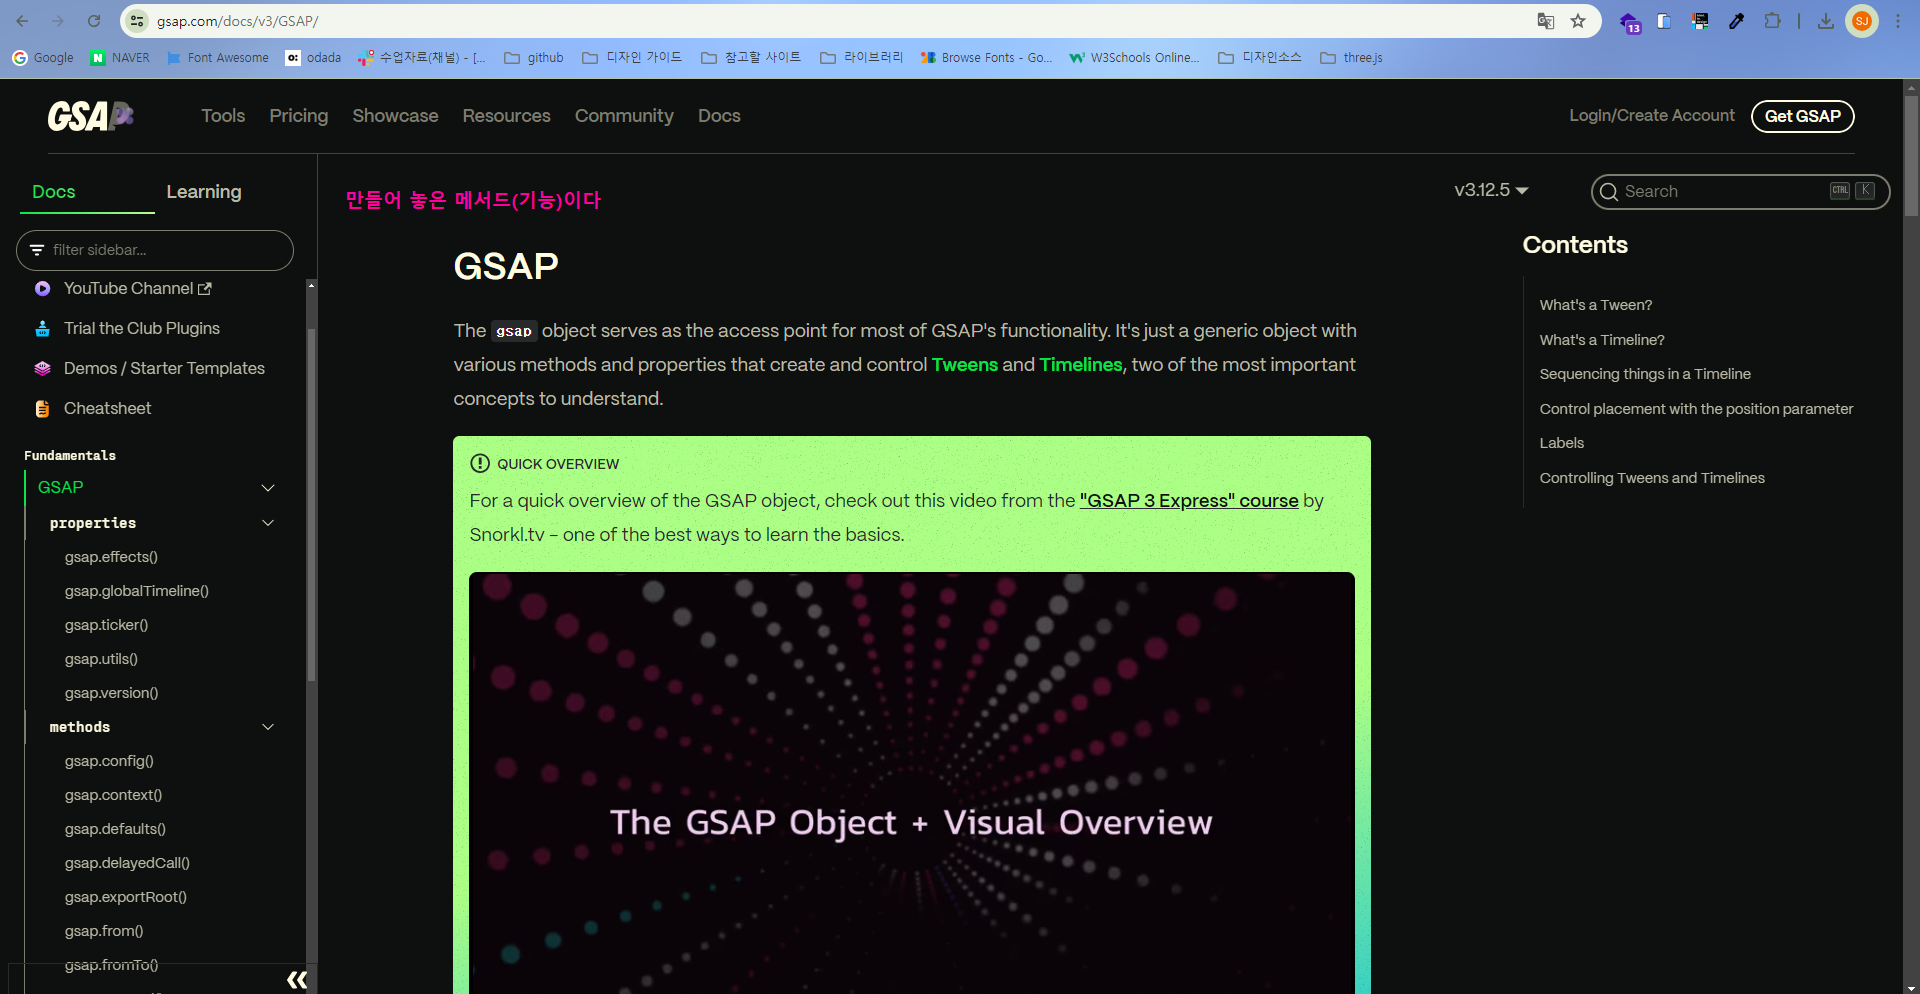 gsap.com/docs/v3/GSAP/
13
SJ
Google
NAVER
Font Awesome
odada
수업자료(채널) - [...
github
디자인 가이드
참고할 사이트
라이브러리
Browse Fonts - Go...
W3Schools Online...
디자인소스
three.js
GSAP
Tools
Pricing
Showcase
Resources
Community
Docs
Login/Create Account
Get GSAP
Docs
Learning
만들어 놓은 메서드(기능)이다
v3.12.5
Search
CTRL
K
filter sidebar...
YouTube Channel
Trial the Club Plugins
Demos / Starter Templates
Cheatsheet
Fundamentals
GSAP
properties
gsap.effects()
gsap.globalTimeline()
gsap.ticker()
gsap.utils()
gsap.version()
methods
gsap.config()
gsap.context()
gsap.defaults()
gsap.delayedCall()
gsap.exportRoot()
gsap.from()
gsap.fromTo()
GSAP
The gsap object serves as the access point for most of GSAP's functionality. It's just a generic object with
various methods and properties that create and control Tweens and Timelines, two of the most important
concepts to understand.
QUICK OVERVIEW
For a quick overview of the GSAP object, check out this video from the "GSAP 3 Express" course by
Snorkl.tv - one of the best ways to learn the basics.
The GSAP Object + Visual Overview
Contents
What's a Tween?
What's a Timeline?
Sequencing things in a Timeline
Control placement with the position parameter
Labels
Controlling Tweens and Timelines